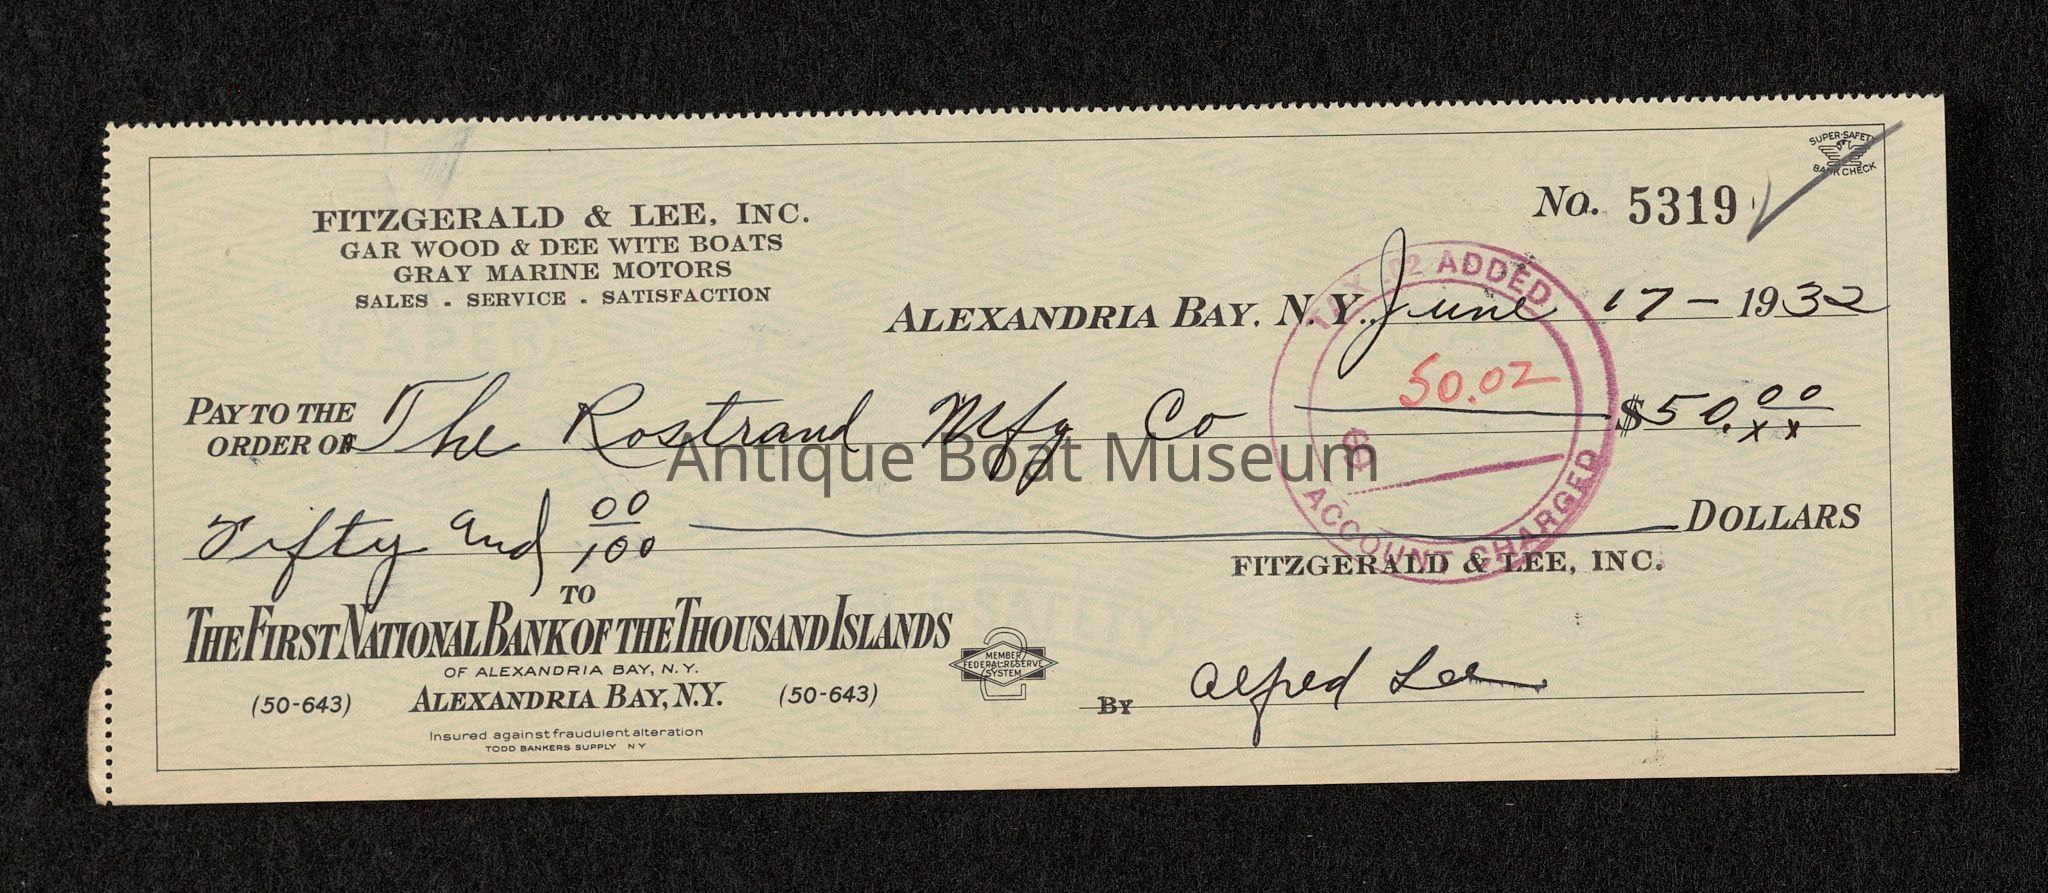 SUPER-SAFETY
BANK CHECK
No. 5319
FITZGERALD & LEE, INC.
GAR WOOD & DEE WITE BOATS
GRAY MARINE MOTORS
SALES - SERVICE - SATISFACTION
ALEXANDRIA BAY, N.Y., June 17 - 1932
TAX .02 ADDED
50.02
$
ACCOUNT CHARGED
PAY TO THE
ORDER OF The Rostrand Mfg Co $50.00/xx
Antique Boat Museum
Fifty and 00/100 DOLLARS
FITZGERALD & LEE, INC.
TO
THE FIRST NATIONAL BANK OF THE THOUSAND ISLANDS
OF ALEXANDRIA BAY, N.Y.
(50-643) ALEXANDRIA BAY, N.Y. (50-643)
2
MEMBER
FEDERAL RESERVE
SYSTEM
By Alfred Lee
Insured against fraudulent alteration
TODD BANKERS SUPPLY NY